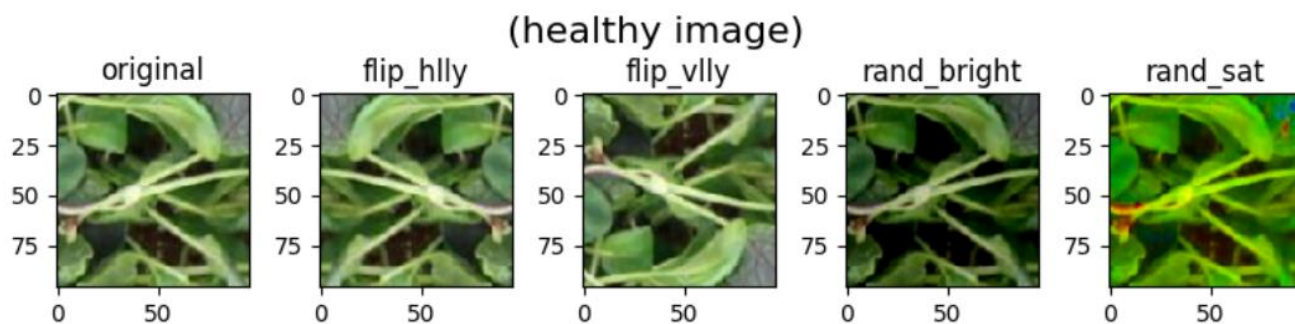 (healthy image)
original flip_hlly flip_vlly rand_bright rand_sat
0 0 0 0 0
25 25 25 25 25
50 50 50 50 50
75 75 75 75 75
0 50 0 50 0 50 0 50 0 50